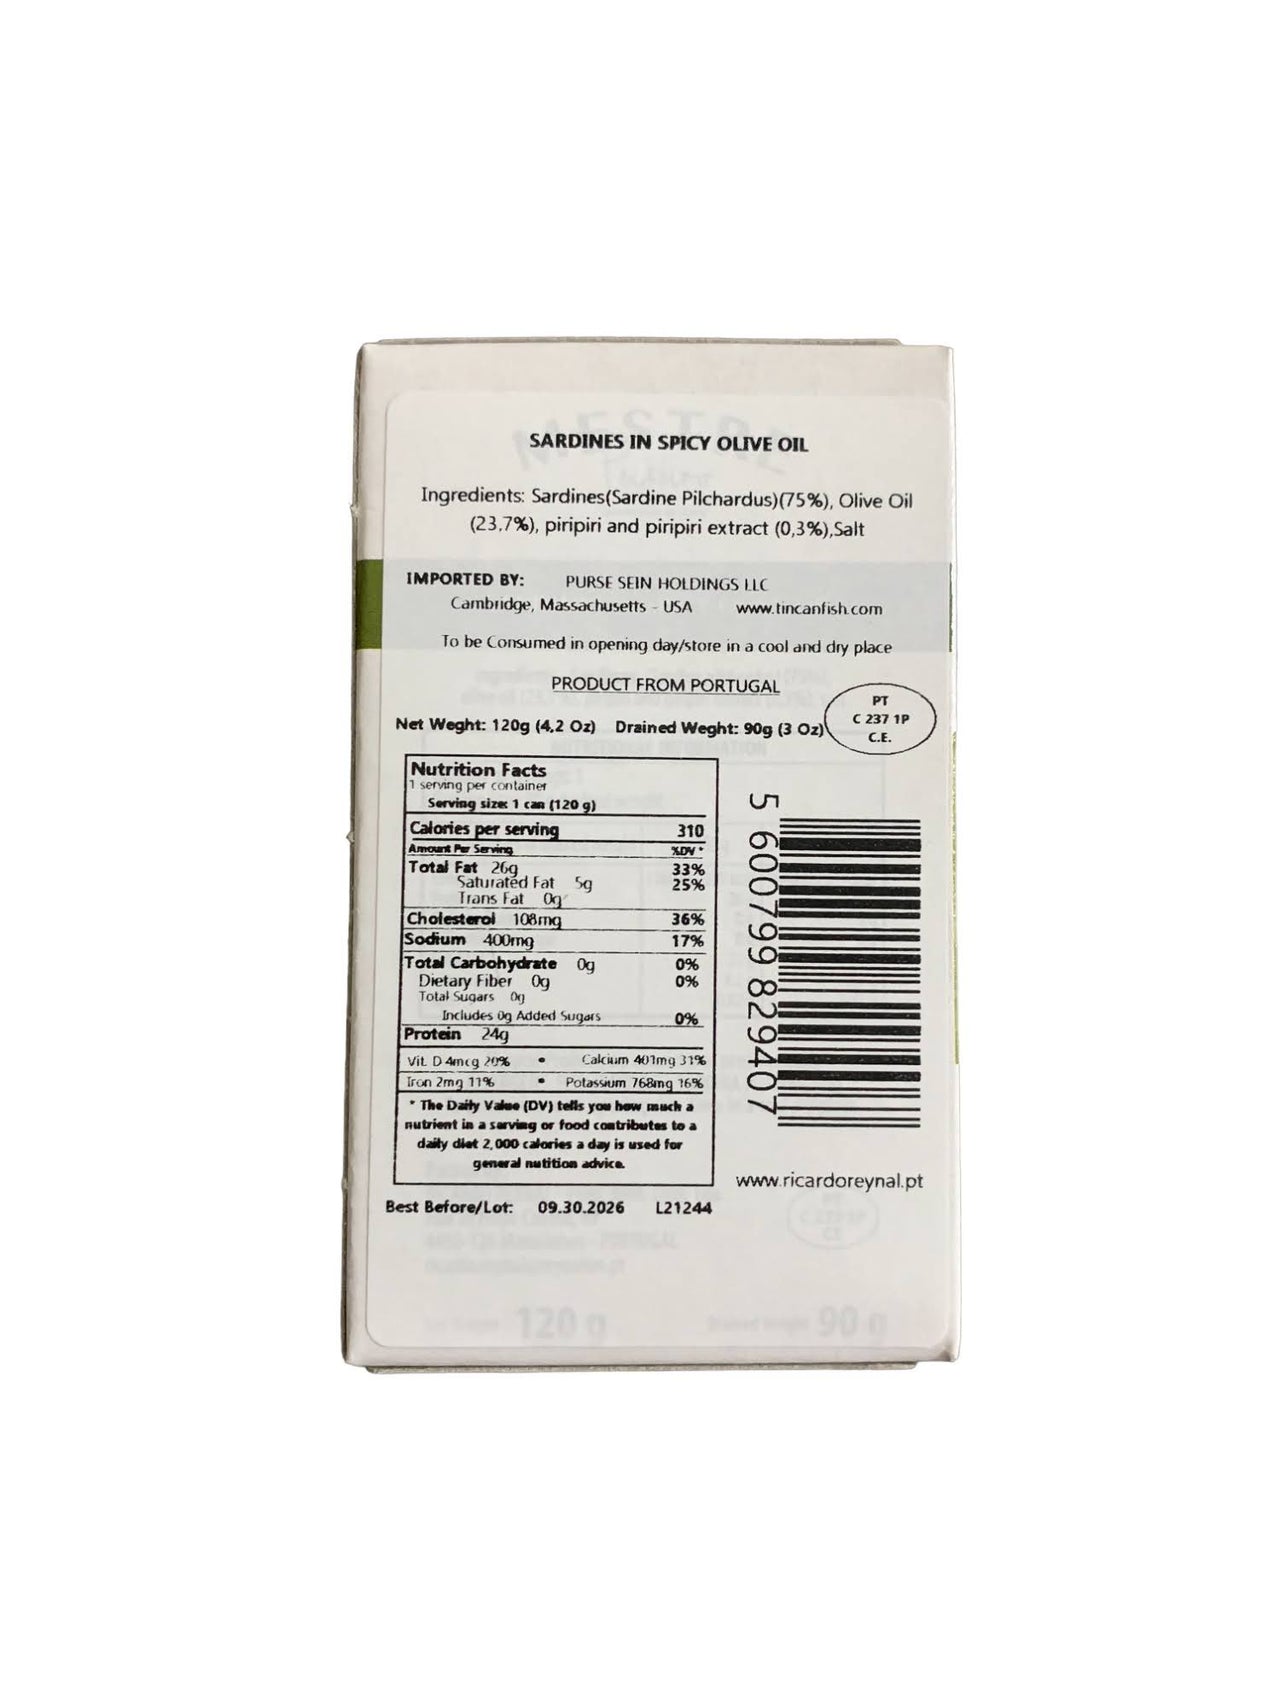 SARDINES IN SPICY OLIVE OIL
Ingredients: Sardines(Sardine Pilchardus)(75%), Olive Oil
(23,7%), piripiri and piripiri extract (0,3%),Salt
IMPORTED BY: PURSE SEIN HOLDINGS LLC
Cambridge, Massachusetts - USA www.tincanfish.com
To be Consumed in opening day/store in a cool and dry place
PRODUCT FROM PORTUGAL
PT
C 237 1P
C.E.
Net Weght: 120g (4,2 Oz) Drained Weght: 90g (3 Oz)
Nutrition Facts
1 serving per container
Serving size: 1 can (120 g)
Calories per serving 310
Amount Per Serving %DV *
Total Fat 26g 33%
Saturated Fat 5g 25%
Trans Fat 0g
Cholesterol 108mg 36%
Sodium 400mg 17%
Total Carbohydrate 0g 0%
Dietary Fiber 0g 0%
Total Sugars 0g
Includes 0g Added Sugars 0%
Protein 24g
Vit. D 4mcg 20% • Calcium 401mg 31%
Iron 2mg 11% • Potassium 768mg 16%
* The Daily Value (DV) tells you how much a
nutrient in a serving or food contributes to a
daily diet 2,000 calories a day is used for
general nutition advice.
5 600799 829407
www.ricardoreynal.pt
Best Before/Lot: 09.30.2026 L21244
120 g 90 g